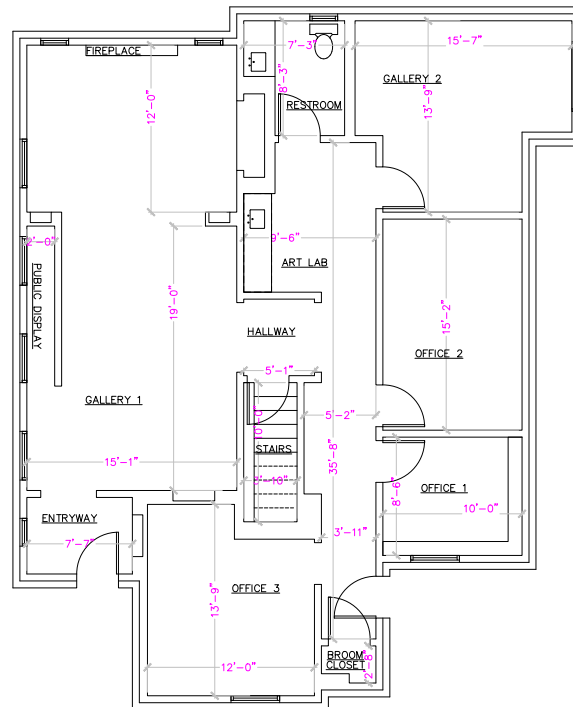 FIREPLACE
7'-3"
15'-7"
8'-3"
GALLERY 2
RESTROOM
12'-0"
13'-9"
9'-6"
2'-0"
ART LAB
PUBLIC DISPLAY
19'-0"
15'-2"
HALLWAY
OFFICE 2
5'-1"
GALLERY 1
10'-0"
5'-2"
STAIRS
35'-8"
15'-1"
8'-6"
3'-10"
OFFICE 1
10'-0"
ENTRYWAY
3'-11"
7'-7"
OFFICE 3
13'-9"
BROOM
CLOSET
2'-8"
12'-0"